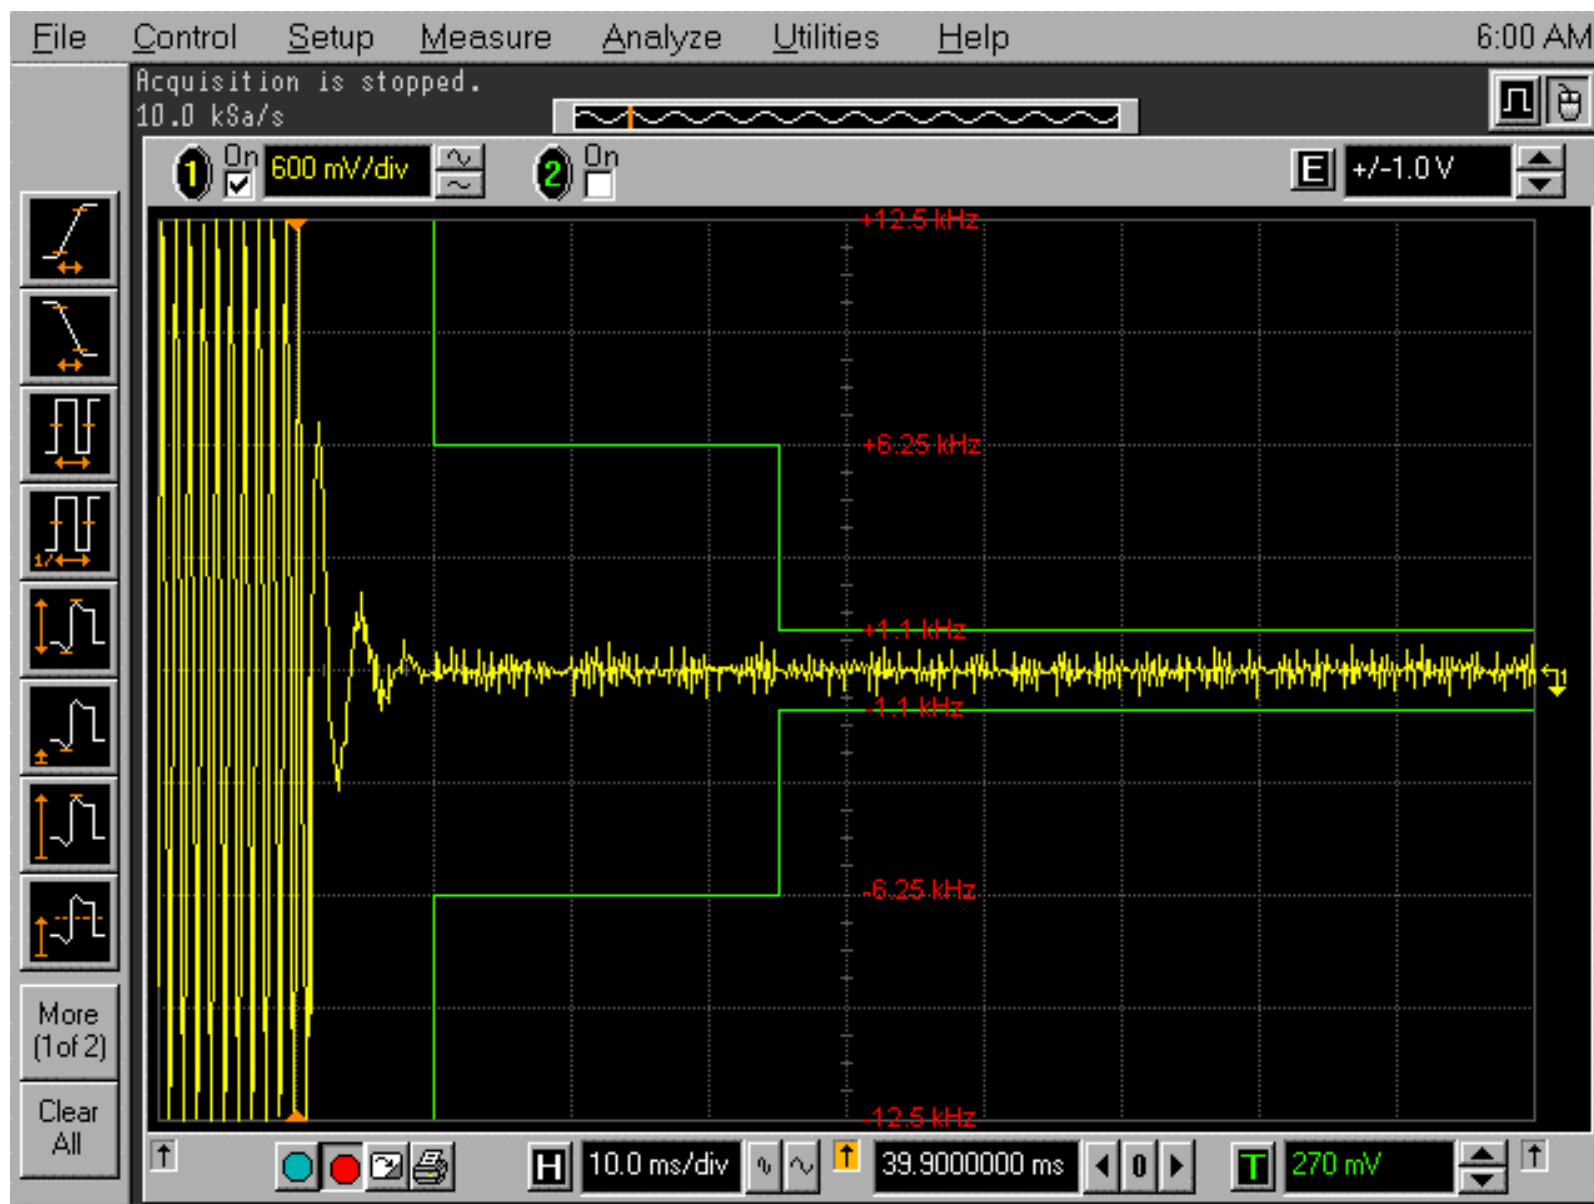 File Control Setup Measure Analyze Utilities Help 6:00 AM
Acquisition is stopped.
10.0 kSa/s
1 On 600 mV/div 2 On E +/-1.0 V
+12.5 kHz
+6.25 kHz
1/
+1.1 kHz
-1.1 kHz
-6.25 kHz
More
(1of 2)
Clear
All
-12.5 kHz
H 10.0 ms/div 39.9000000 ms 0 T 270 mV